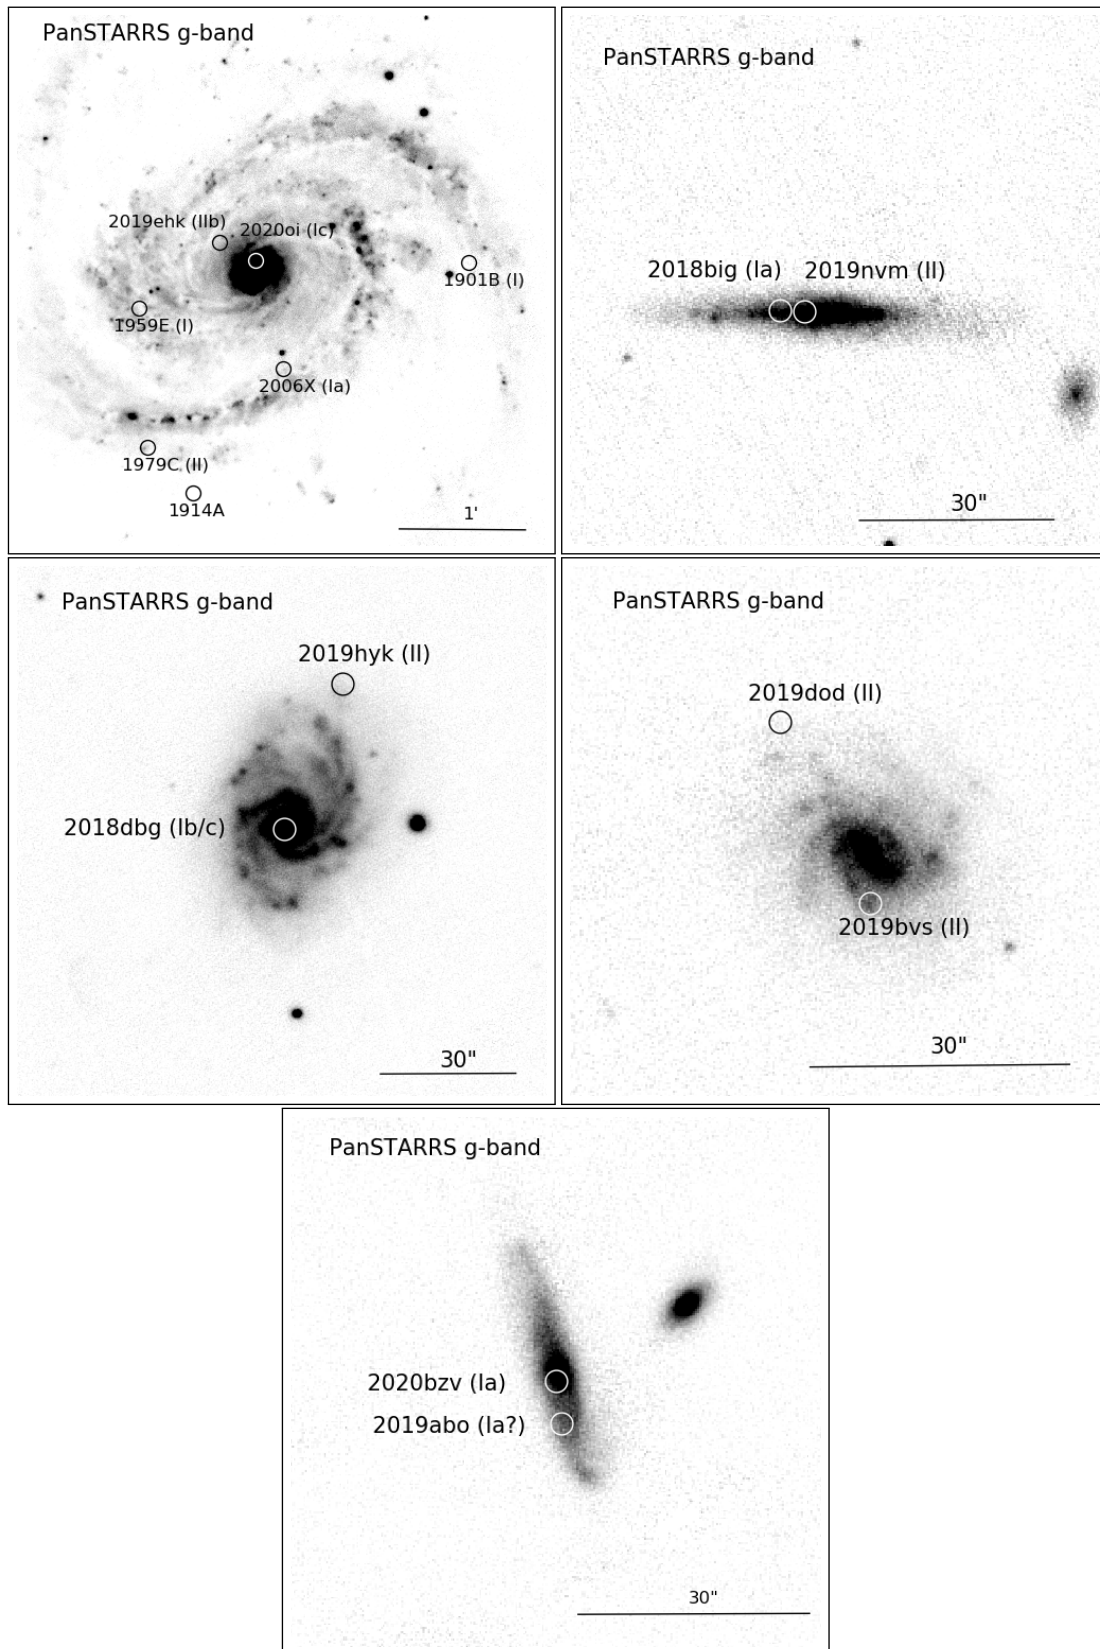 PanSTARRS g-band
2019ehk (IIb)
2020oi (Ic)
1901B (I)
1959E (I)
2006X (Ia)
1979C (II)
1914A
1'
PanSTARRS g-band
2018big (Ia)
2019nvm (II)
30"
PanSTARRS g-band
2019hyk (II)
2018dbg (Ib/c)
30"
PanSTARRS g-band
2019dod (II)
2019bvs (II)
30"
PanSTARRS g-band
2020bzv (Ia)
2019abo (Ia?)
30"